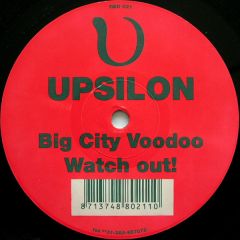 UPSILON
Big City Voodoo
Watch out!
8713748802110